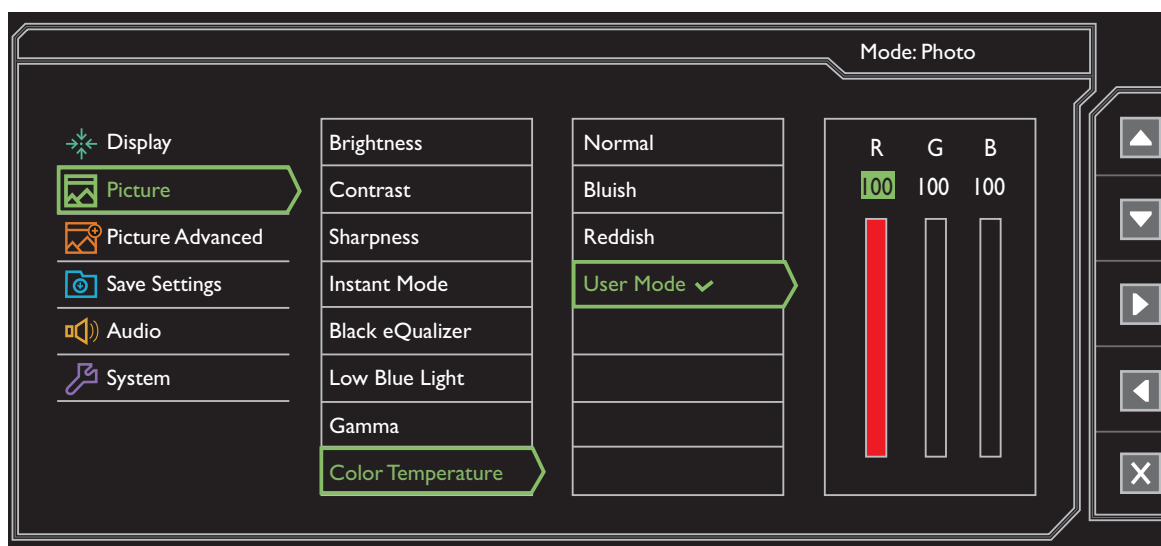 Mode: Photo
Display
Picture
Picture Advanced
Save Settings
Audio
System
Brightness
Contrast
Sharpness
Instant Mode
Black eQualizer
Low Blue Light
Gamma
Color Temperature
Normal
Bluish
Reddish
User Mode
R G B
100 100 100
X